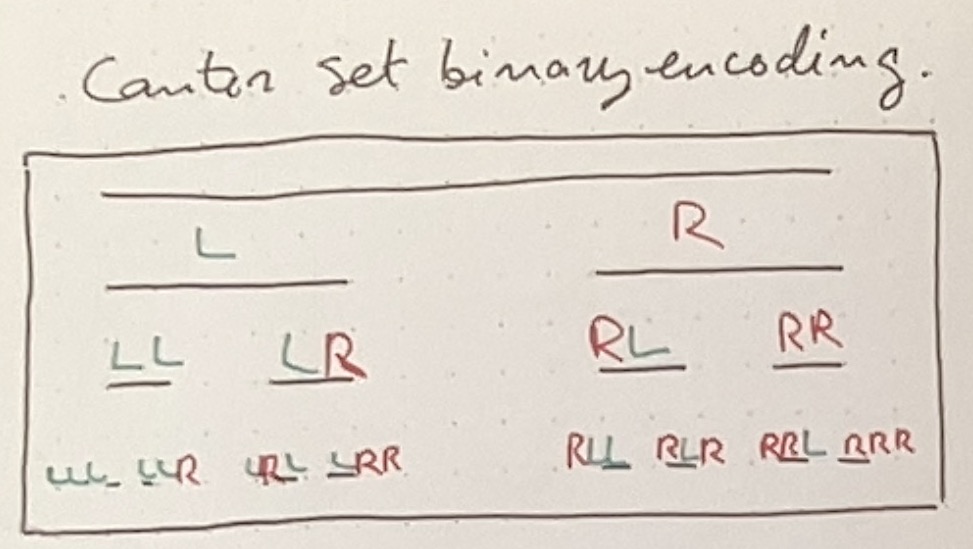 Cantor set binary encoding.
L R
LL LR RL RR
LLL LLR LRL LRR RLL RLR RRL RRR